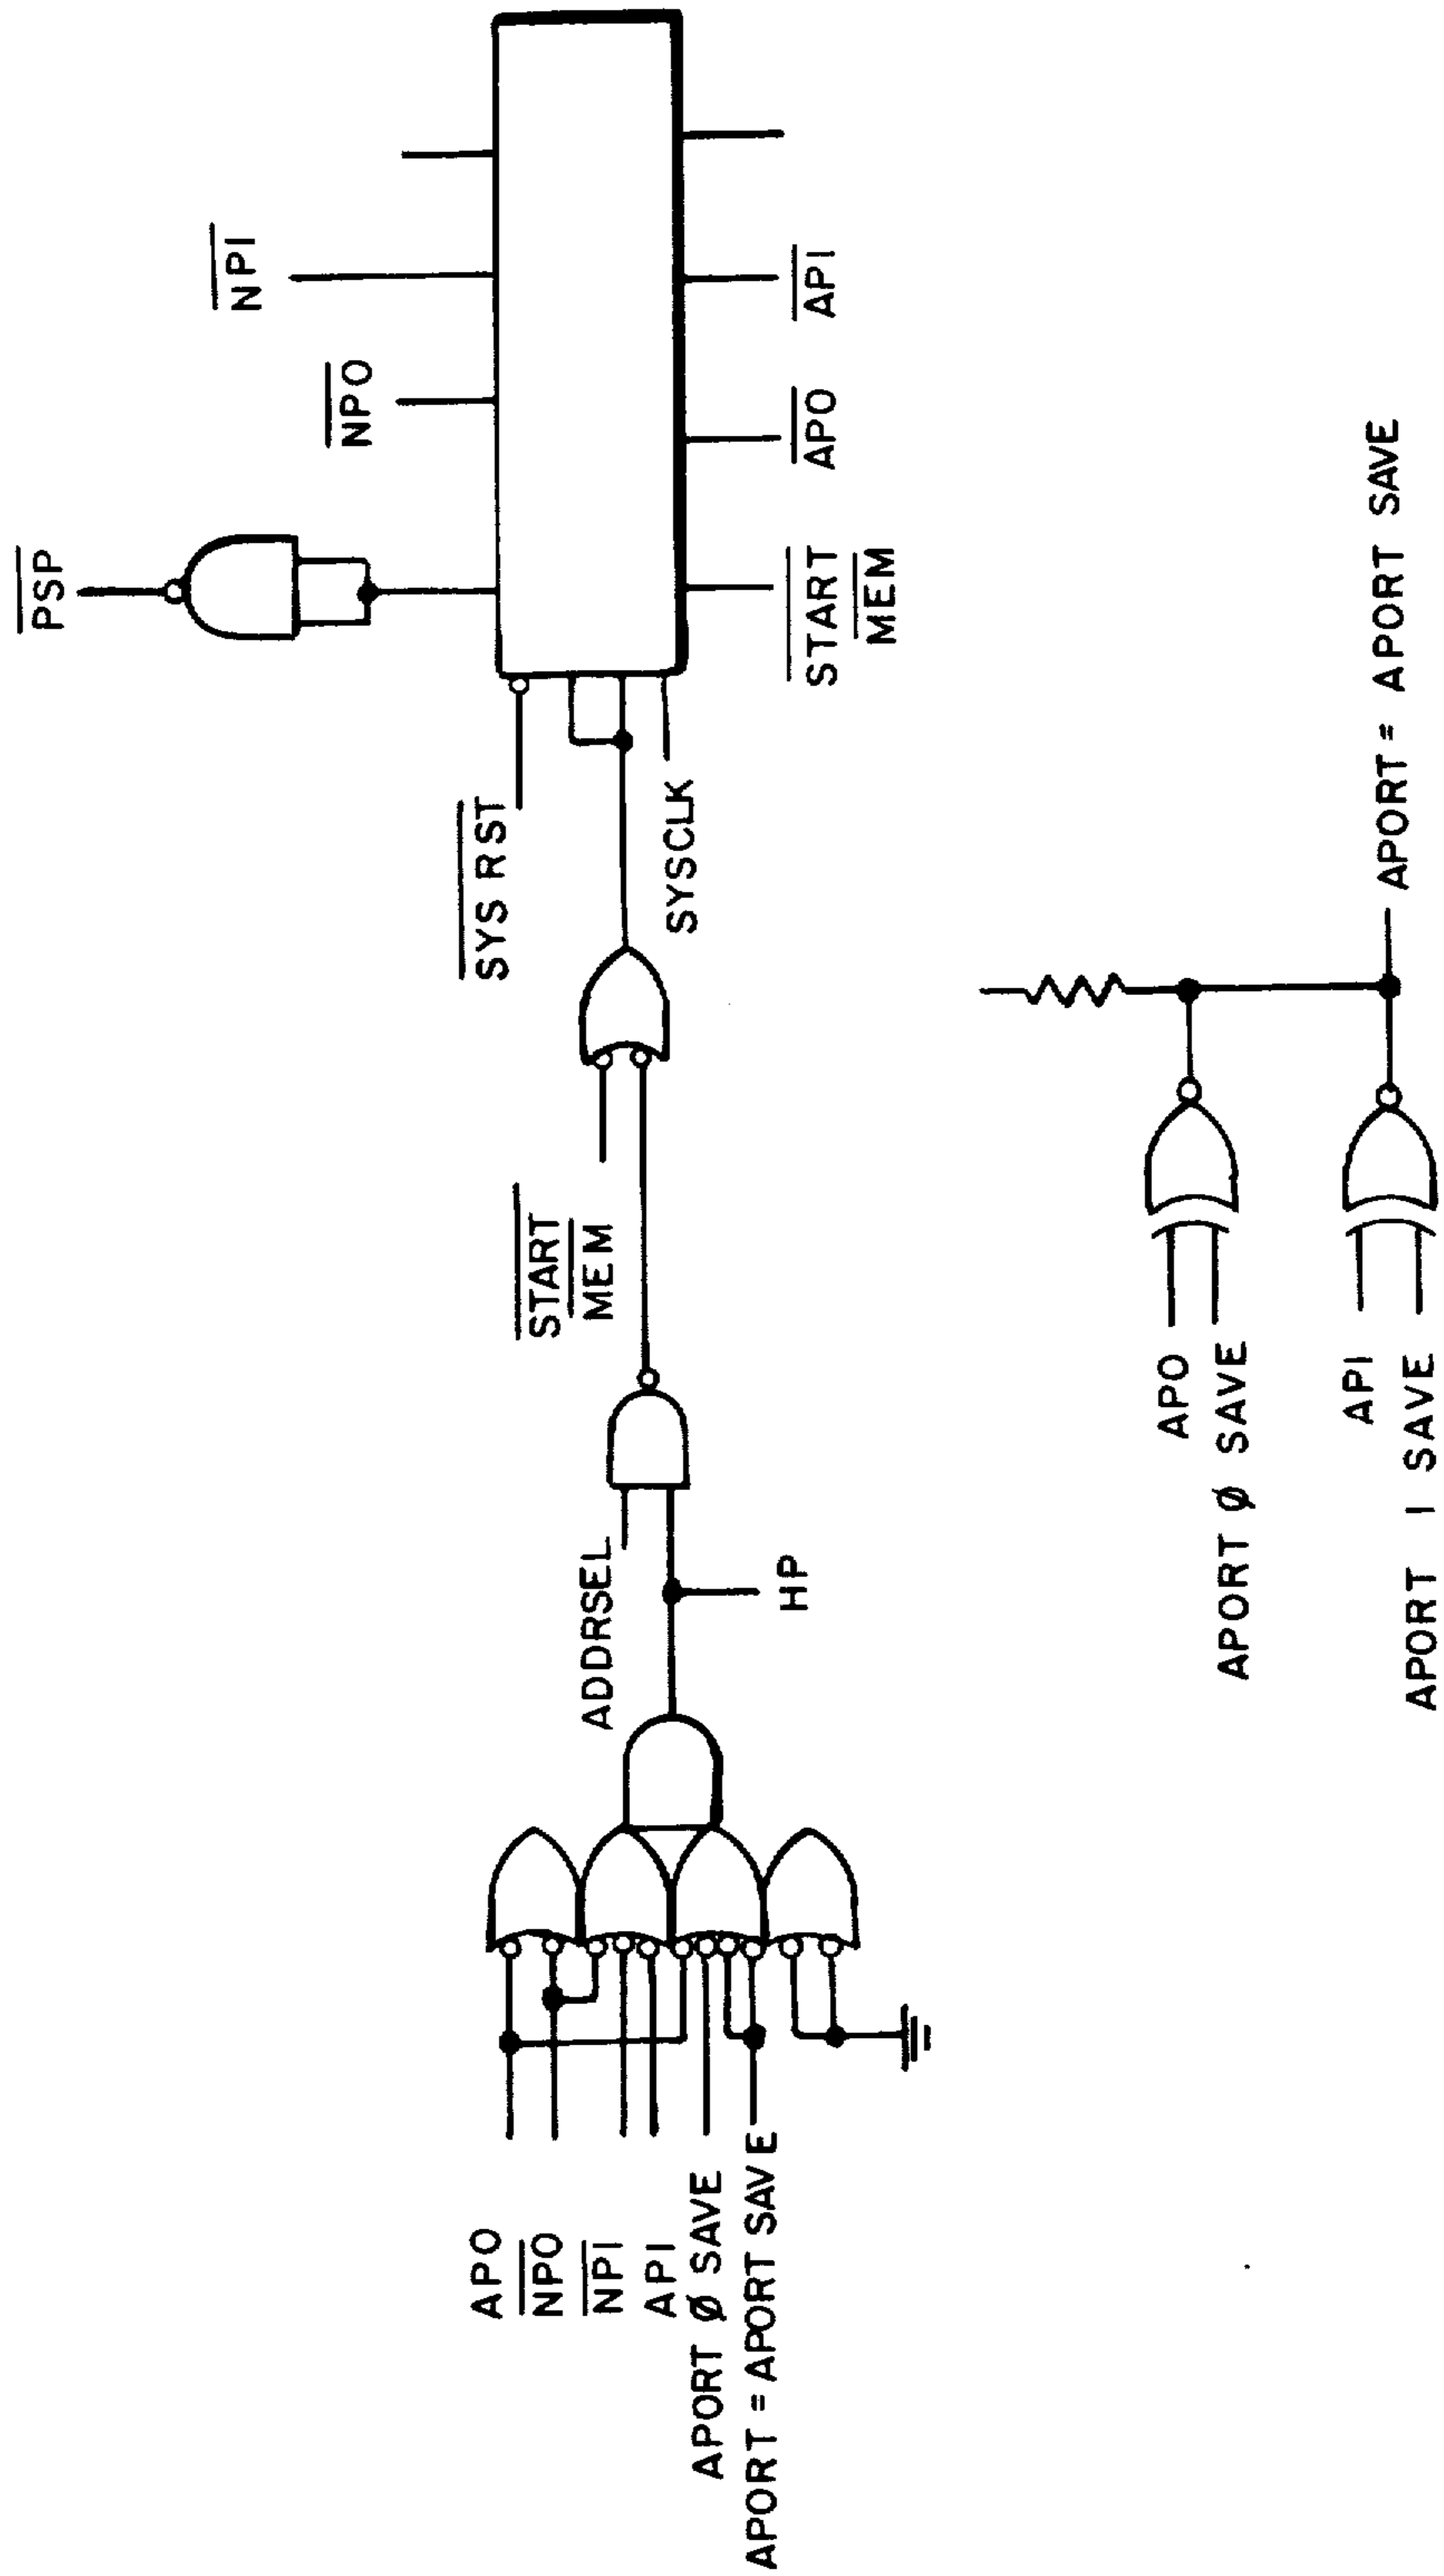 PSP
NPI
NPO
SYS RST
START
MEM
ADDRSEL
SYSCLK
HP
APO
NPO
NPI
API
APORT Ø SAVE
APORT = APORT SAVE
START
MEM
APO
API
APO
APORT Ø SAVE
API
APORT I SAVE
APORT = APORT SAVE